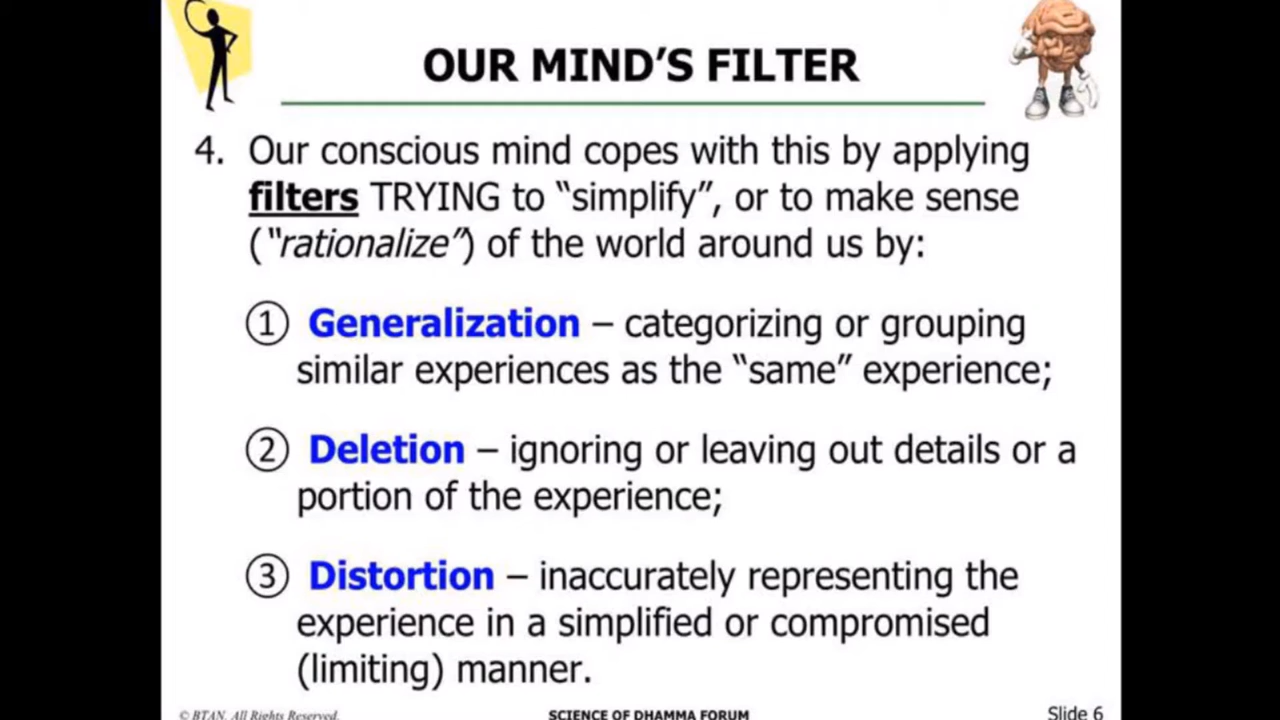 OUR MIND’S FILTER
4. Our conscious mind copes with this by applying
filters TRYING to “simplify”, or to make sense
(“rationalize”) of the world around us by:
① Generalization – categorizing or grouping
similar experiences as the “same” experience;
② Deletion – ignoring or leaving out details or a
portion of the experience;
③ Distortion – inaccurately representing the
experience in a simplified or compromised
(limiting) manner.
© BTAN. All Rights Reserved. SCIENCE OF DHAMMA FORUM Slide 6